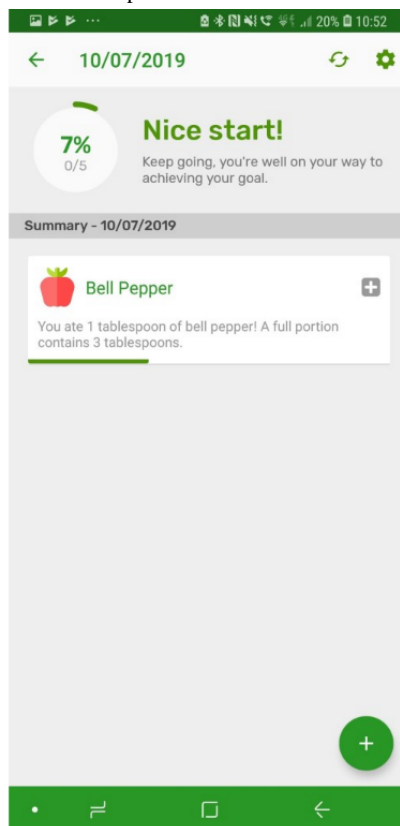 20% 10:52
10/07/2019
7%
0/5
Nice start!
Keep going, you're well on your way to
achieving your goal.
Summary - 10/07/2019
Bell Pepper
You ate 1 tablespoon of bell pepper! A full portion
contains 3 tablespoons.